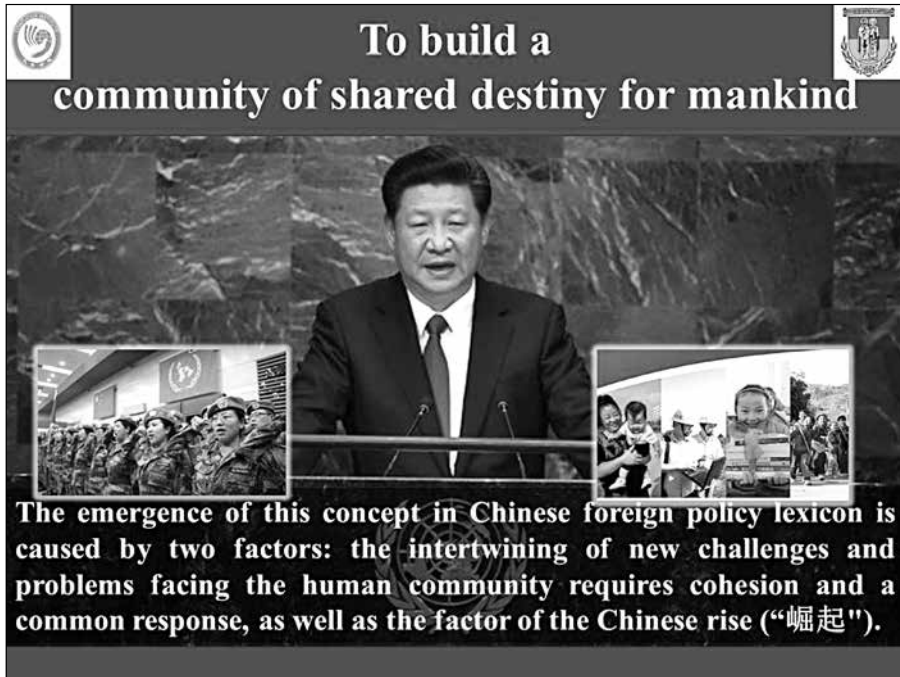 To build a
community of shared destiny for mankind
The emergence of this concept in Chinese foreign policy lexicon is
caused by two factors: the intertwining of new challenges and
problems facing the human community requires cohesion and a
common response, as well as the factor of the Chinese rise (“崛起").